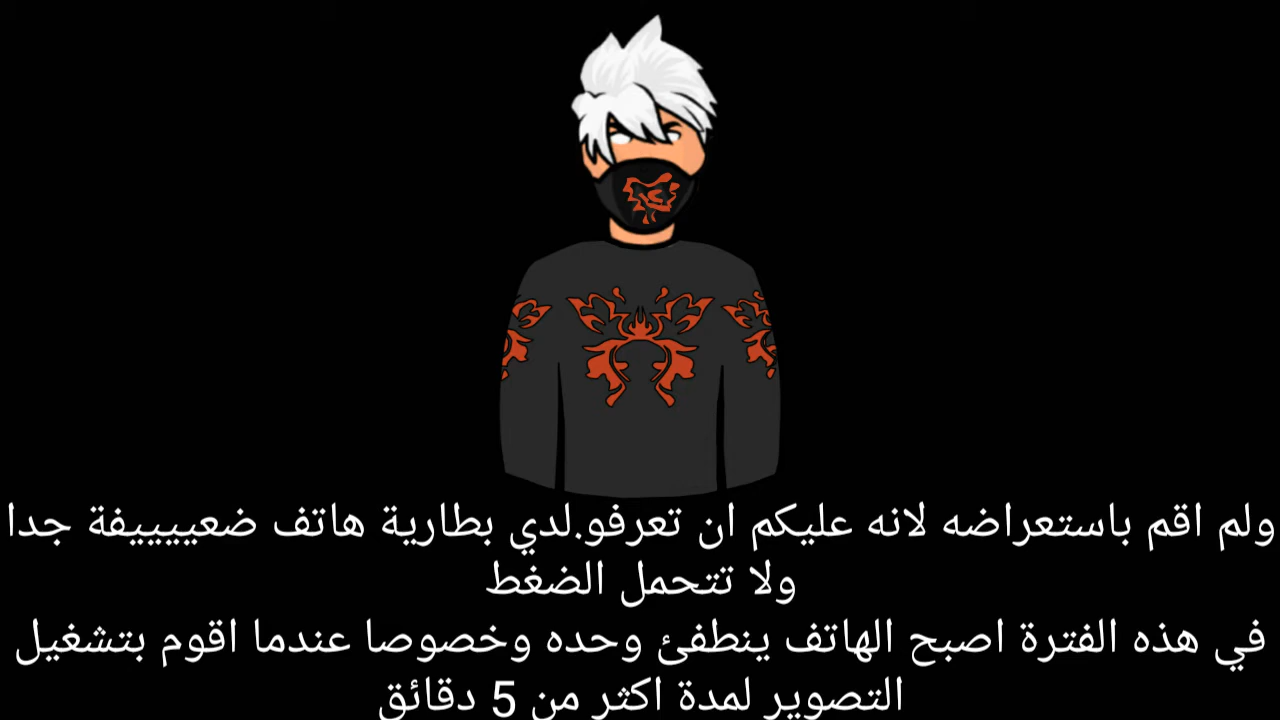 ولم اقم باستعراضه لانه عليكم ان تعرفو.لدي بطارية هاتف ضعيييييفة جدا
ولا تتحمل الضغط
في هذه الفترة اصبح الهاتف ينطفئ وحده وخصوصا عندما اقوم بتشغيل
التصوير لمدة اكثر من 5 دقائق